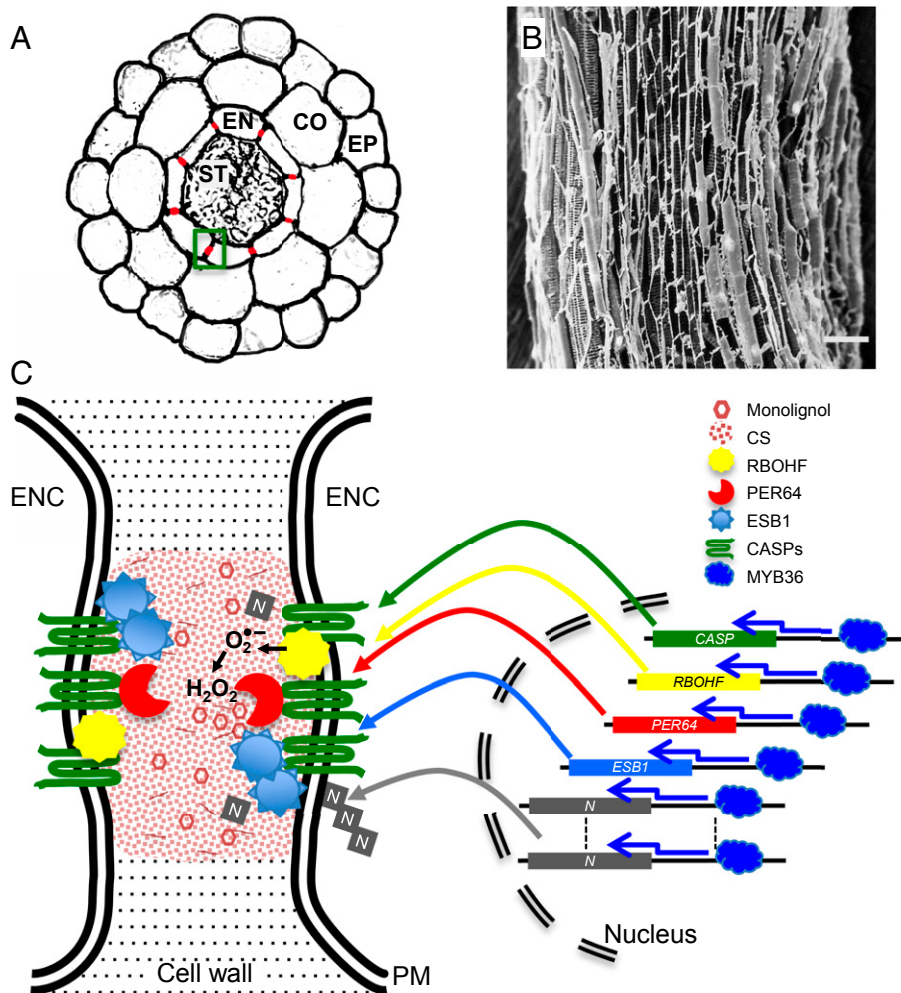 A
EN
CO
EP
ST
B
C
Monolignol
CS
RBOHF
PER64
ESB1
CASPs
MYB36
ENC
ENC
N
O₂•−
H₂O₂
CASP
RBOHF
PER64
ESB1
N
N
N
N
N
N
N
Nucleus
Cell wall
PM